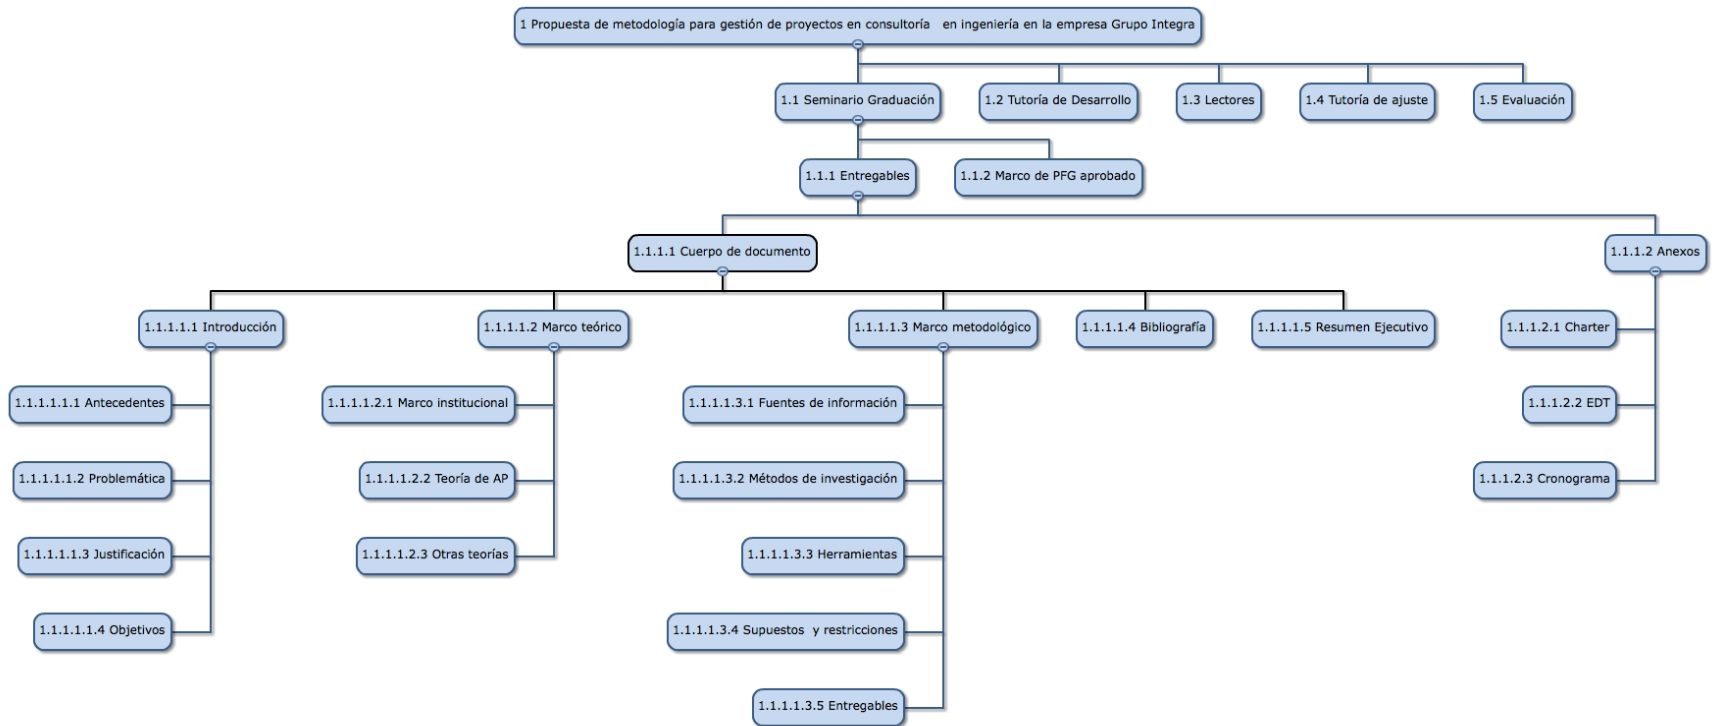 1 Propuesta de metodología para gestión de proyectos en consultoría en ingeniería en la empresa Grupo Integra
1.1 Seminario Graduación
1.2 Tutoría de Desarrollo
1.3 Lectores
1.4 Tutoría de ajuste
1.5 Evaluación
1.1.1 Entregables
1.1.2 Marco de PFG aprobado
1.1.1.1 Cuerpo de documento
1.1.1.2 Anexos
1.1.1.1.1 Introducción
1.1.1.1.2 Marco teórico
1.1.1.1.3 Marco metodológico
1.1.1.1.4 Bibliografía
1.1.1.1.5 Resumen Ejecutivo
1.1.1.2.1 Charter
1.1.1.1.1.1 Antecedentes
1.1.1.1.2.1 Marco institucional
1.1.1.1.3.1 Fuentes de información
1.1.1.2.2 EDT
1.1.1.1.1.2 Problemática
1.1.1.1.2.2 Teoría de AP
1.1.1.1.3.2 Métodos de investigación
1.1.1.2.3 Cronograma
1.1.1.1.1.3 Justificación
1.1.1.1.2.3 Otras teorías
1.1.1.1.3.3 Herramientas
1.1.1.1.1.4 Objetivos
1.1.1.1.3.4 Supuestos y restricciones
1.1.1.1.3.5 Entregables